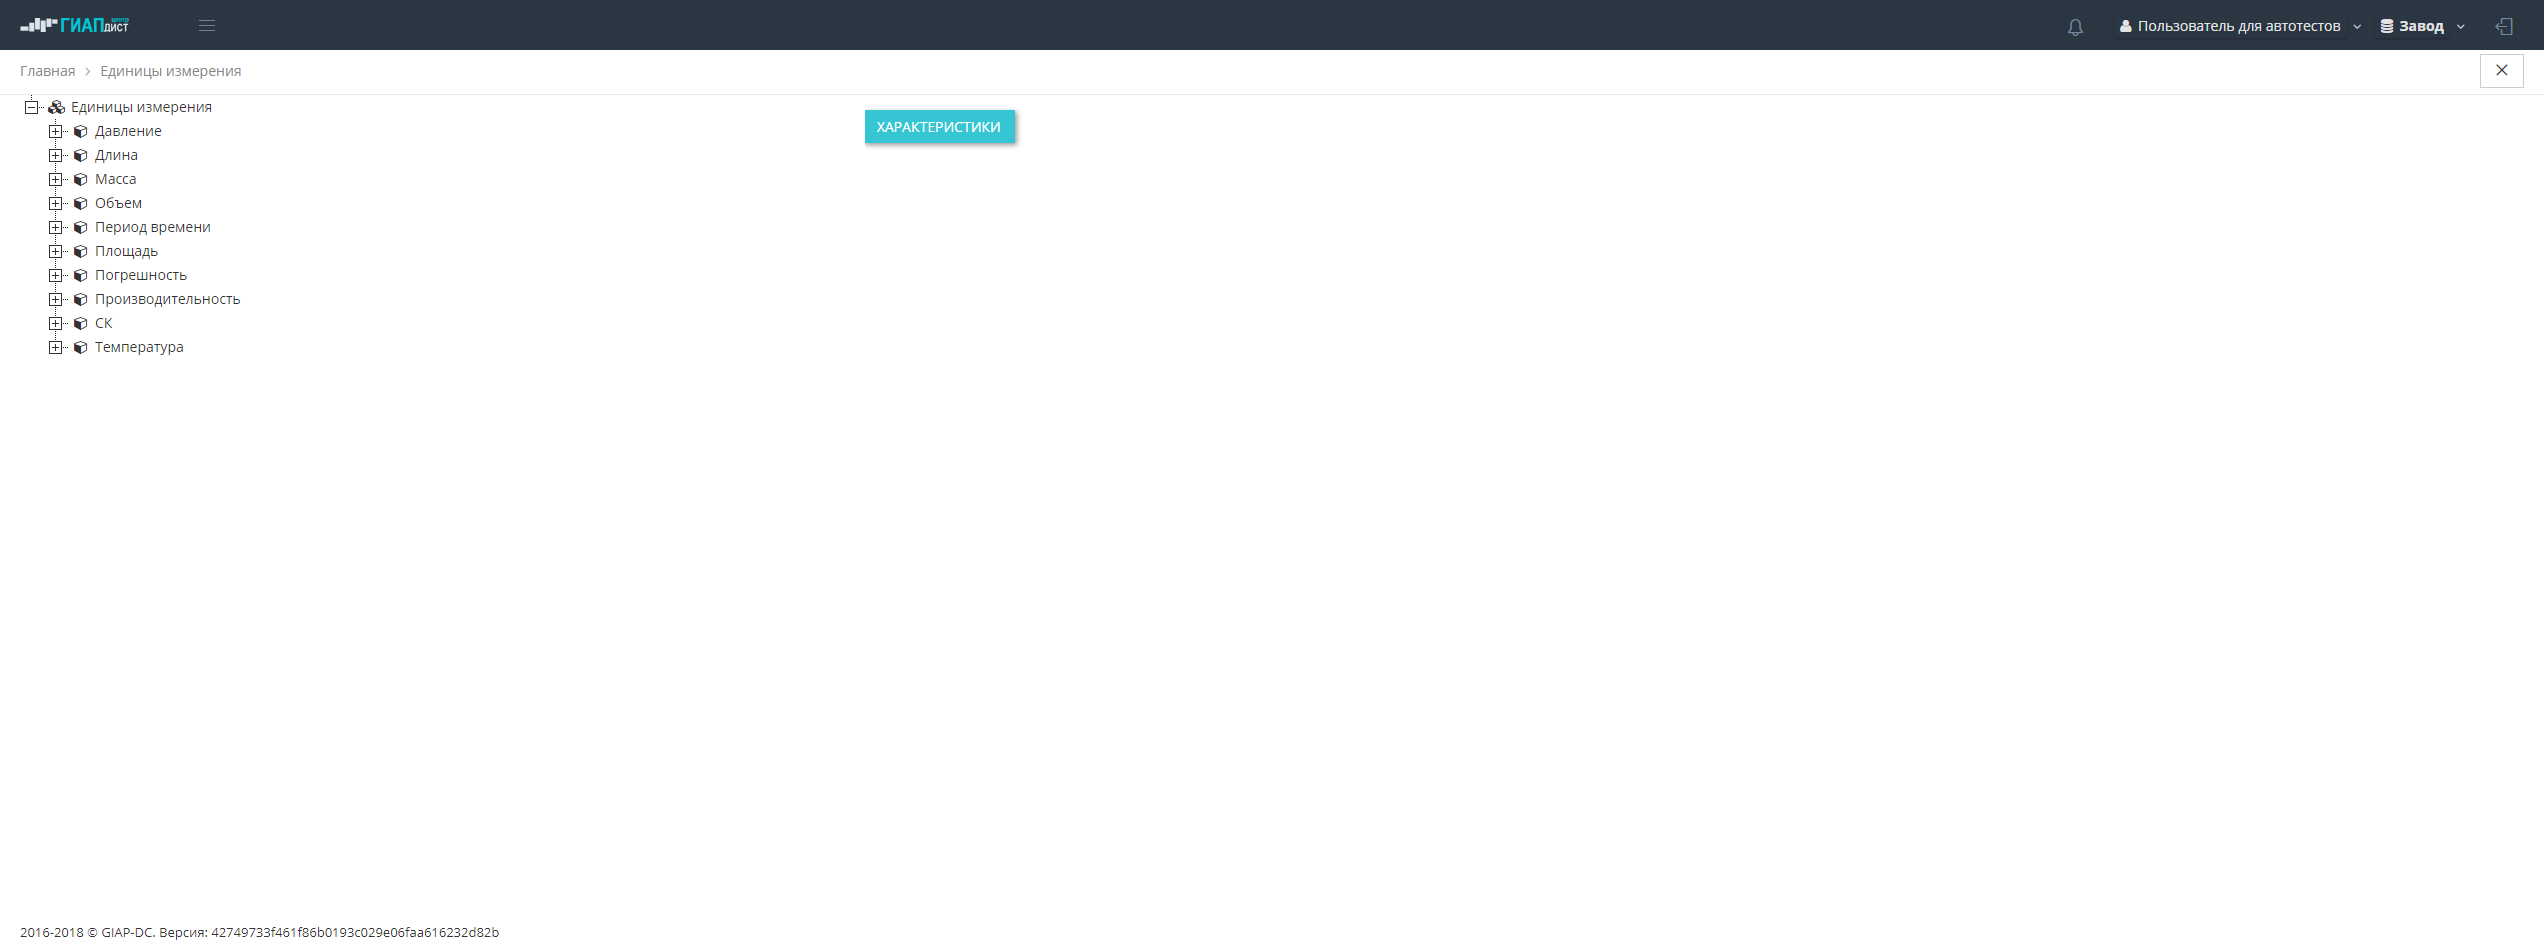 ГИАП центр дист
Пользователь для автотестов
Завод
Главная > Единицы измерения
Единицы измерения
ХАРАКТЕРИСТИКИ
Давление
Длина
Масса
Объем
Период времени
Площадь
Погрешность
Производительность
СК
Температура
2016-2018 © GIAP-DC. Версия: 42749733f461f86b0193c029e06faa616232d82b